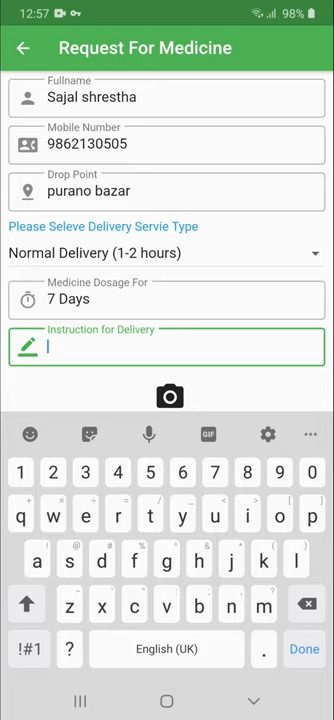 12:57 98%
Request For Medicine
Fullname
Sajal shrestha
Mobile Number
9862130505
Drop Point
purano bazar
Please Seleve Delivery Servie Type
Normal Delivery (1-2 hours)
Medicine Dosage For
7 Days
Instruction for Delivery
GIF
1 2 3 4 5 6 7 8 9 0
+ × ÷ = / _ < > [ ]
q w e r t y u i o p
! @ # % ^ & * ( )
a s d f g h j k l
- ' " : ; , ?
z x c v b n m
!#1 ? English (UK) . Done